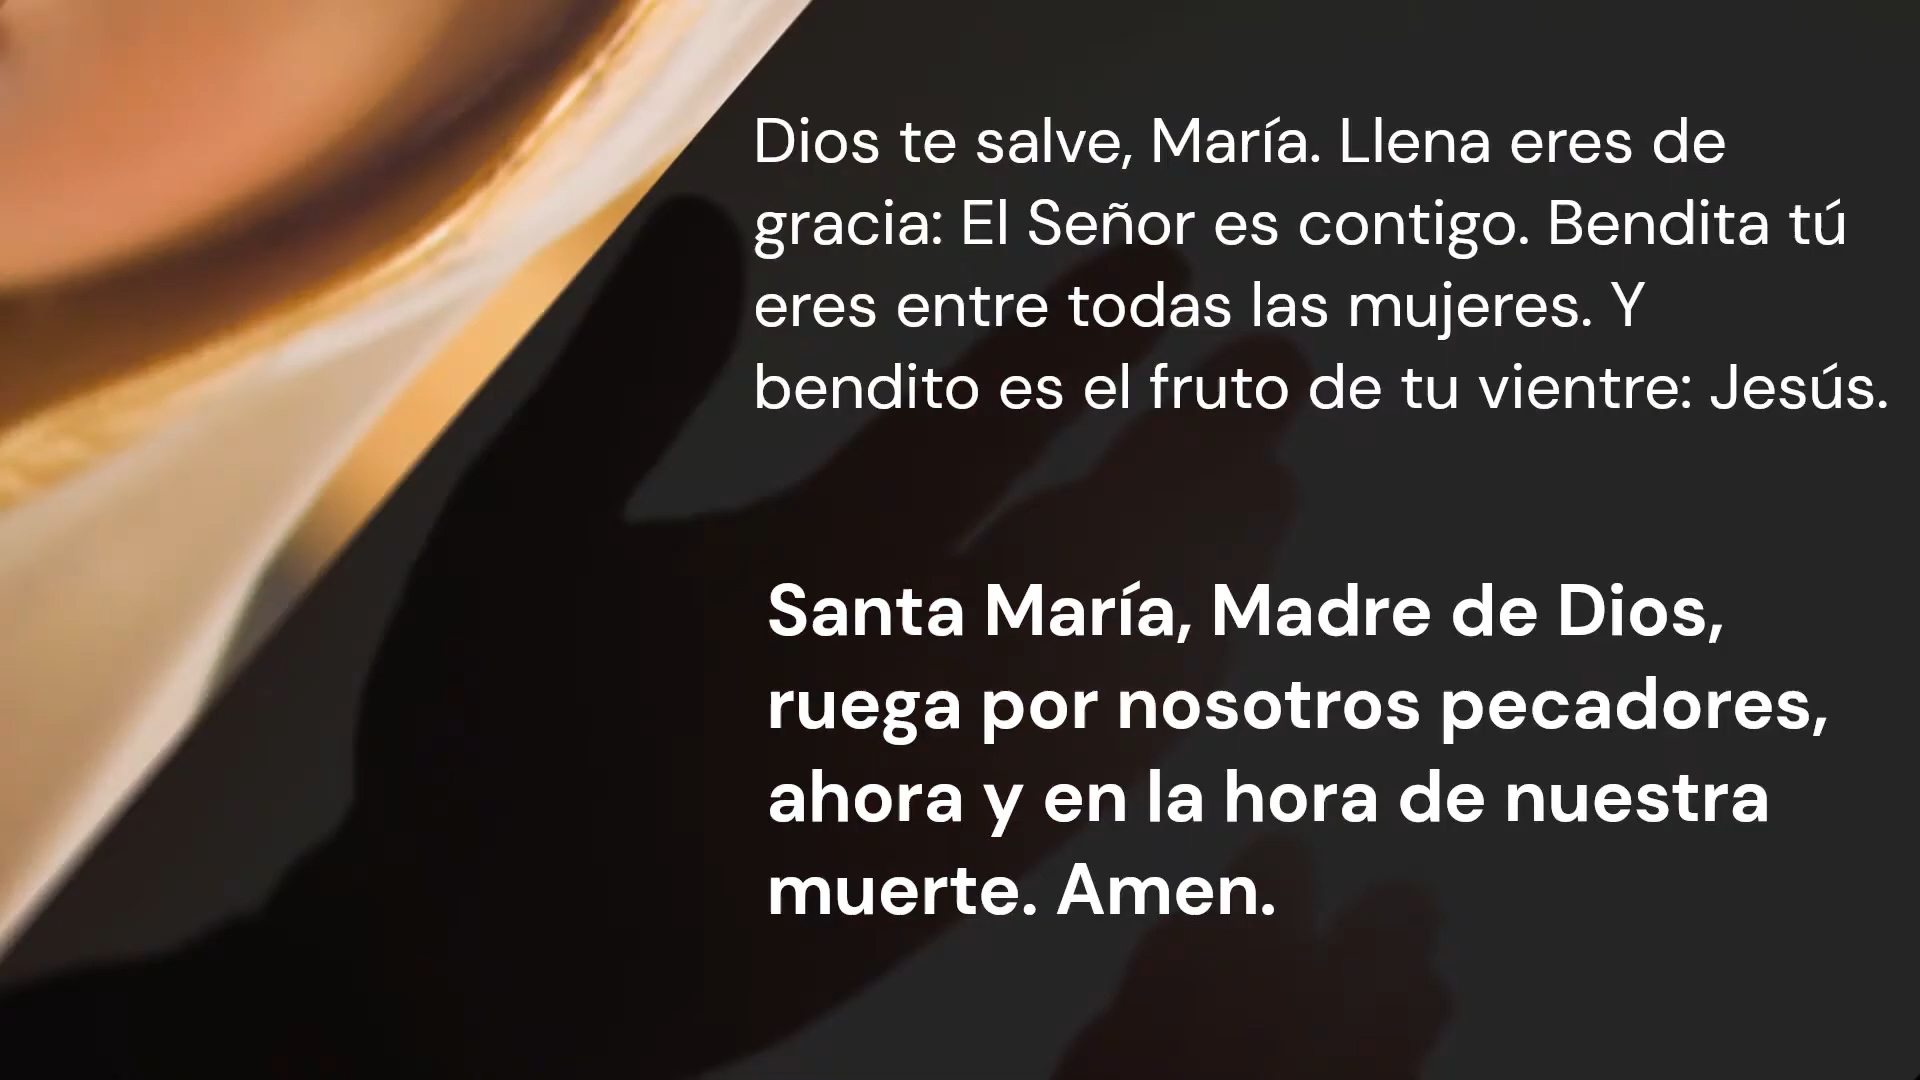 Dios te salve, María. Llena eres de
gracia: El Señor es contigo. Bendita tú
eres entre todas las mujeres. Y
bendito es el fruto de tu vientre: Jesús.
Santa María, Madre de Dios,
ruega por nosotros pecadores,
ahora y en la hora de nuestra
muerte. Amen.